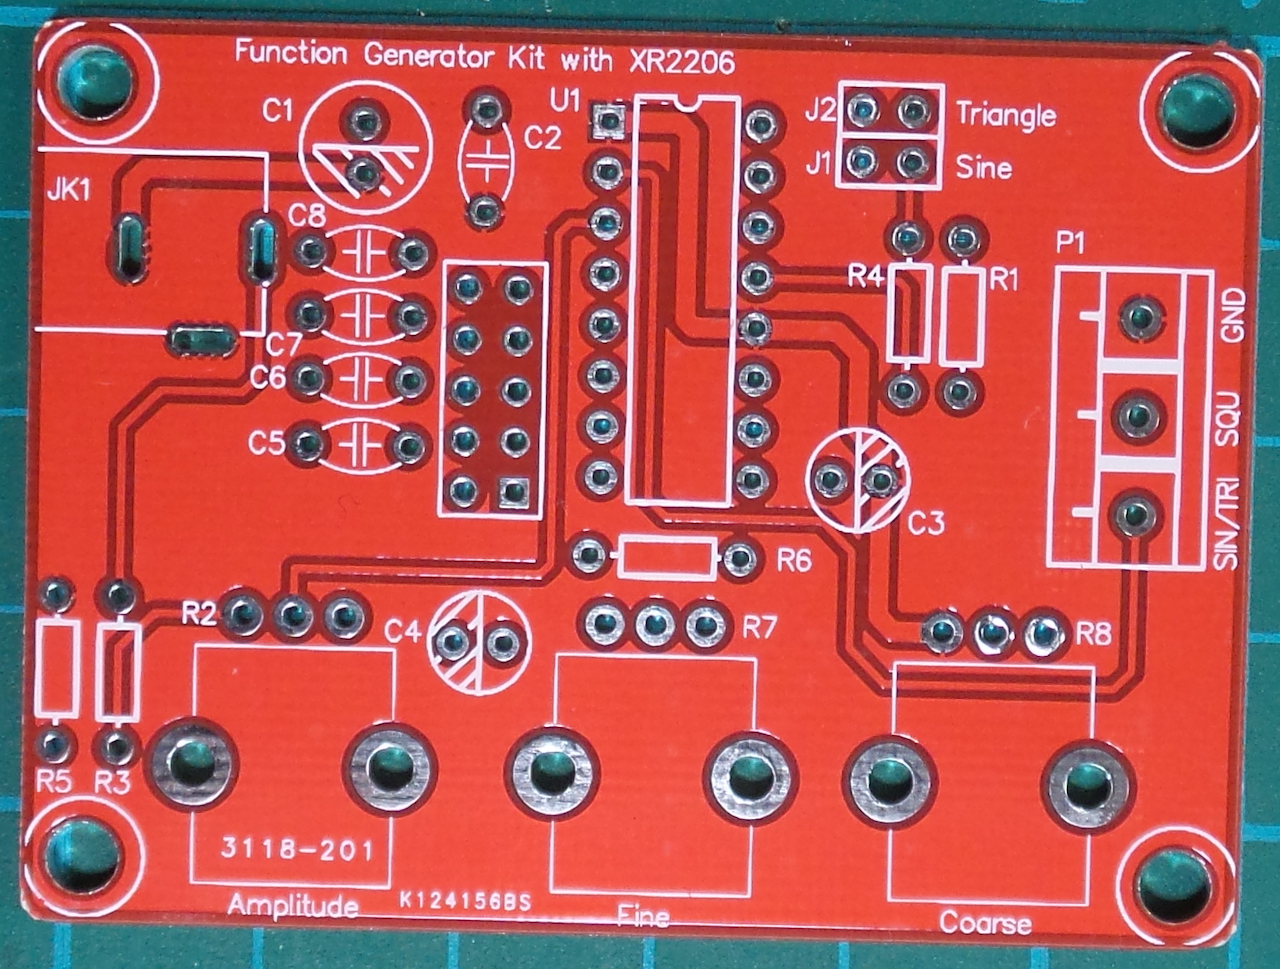 Function Generator Kit with XR2206
C1
C2
U1
J2 Triangle
J1 Sine
JK1
C8
C7
C6
C5
R4
R1
P1
GND
SQU
SIN/TRI
C3
R6
R2
C4
R7
R8
R5
R3
3118-201
Amplitude
K124156BS
Fine
Coarse